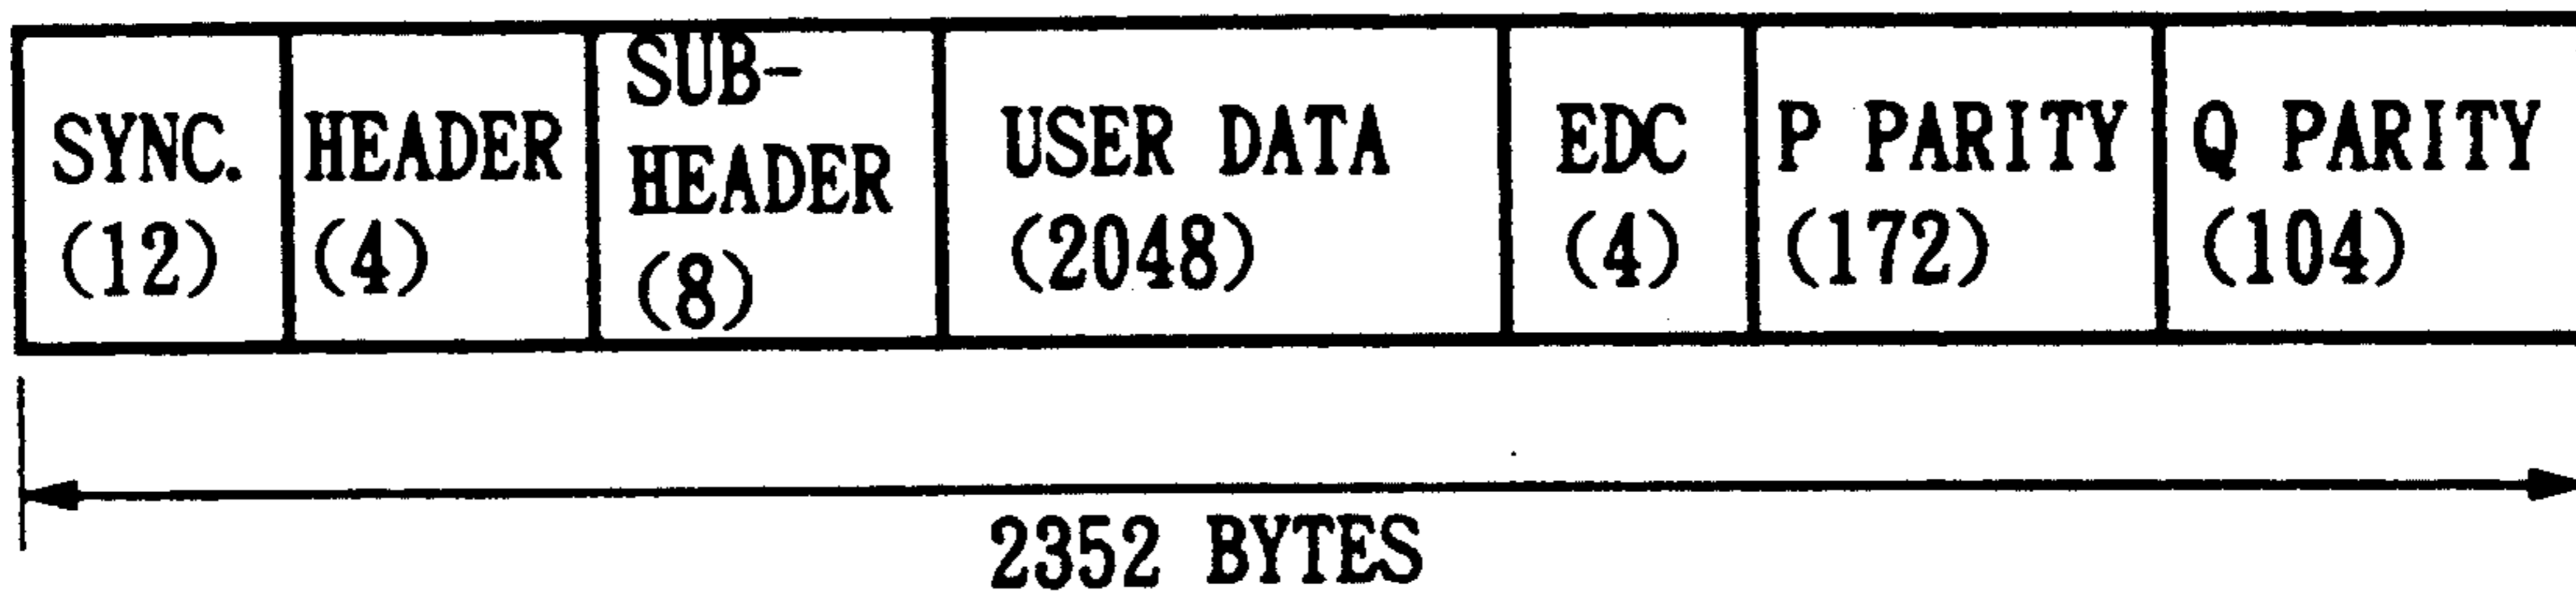 SYNC.
(12)
HEADER
(4)
SUB-
HEADER
(8)
USER DATA
(2048)
EDC
(4)
P PARITY
(172)
Q PARITY
(104)
2352 BYTES